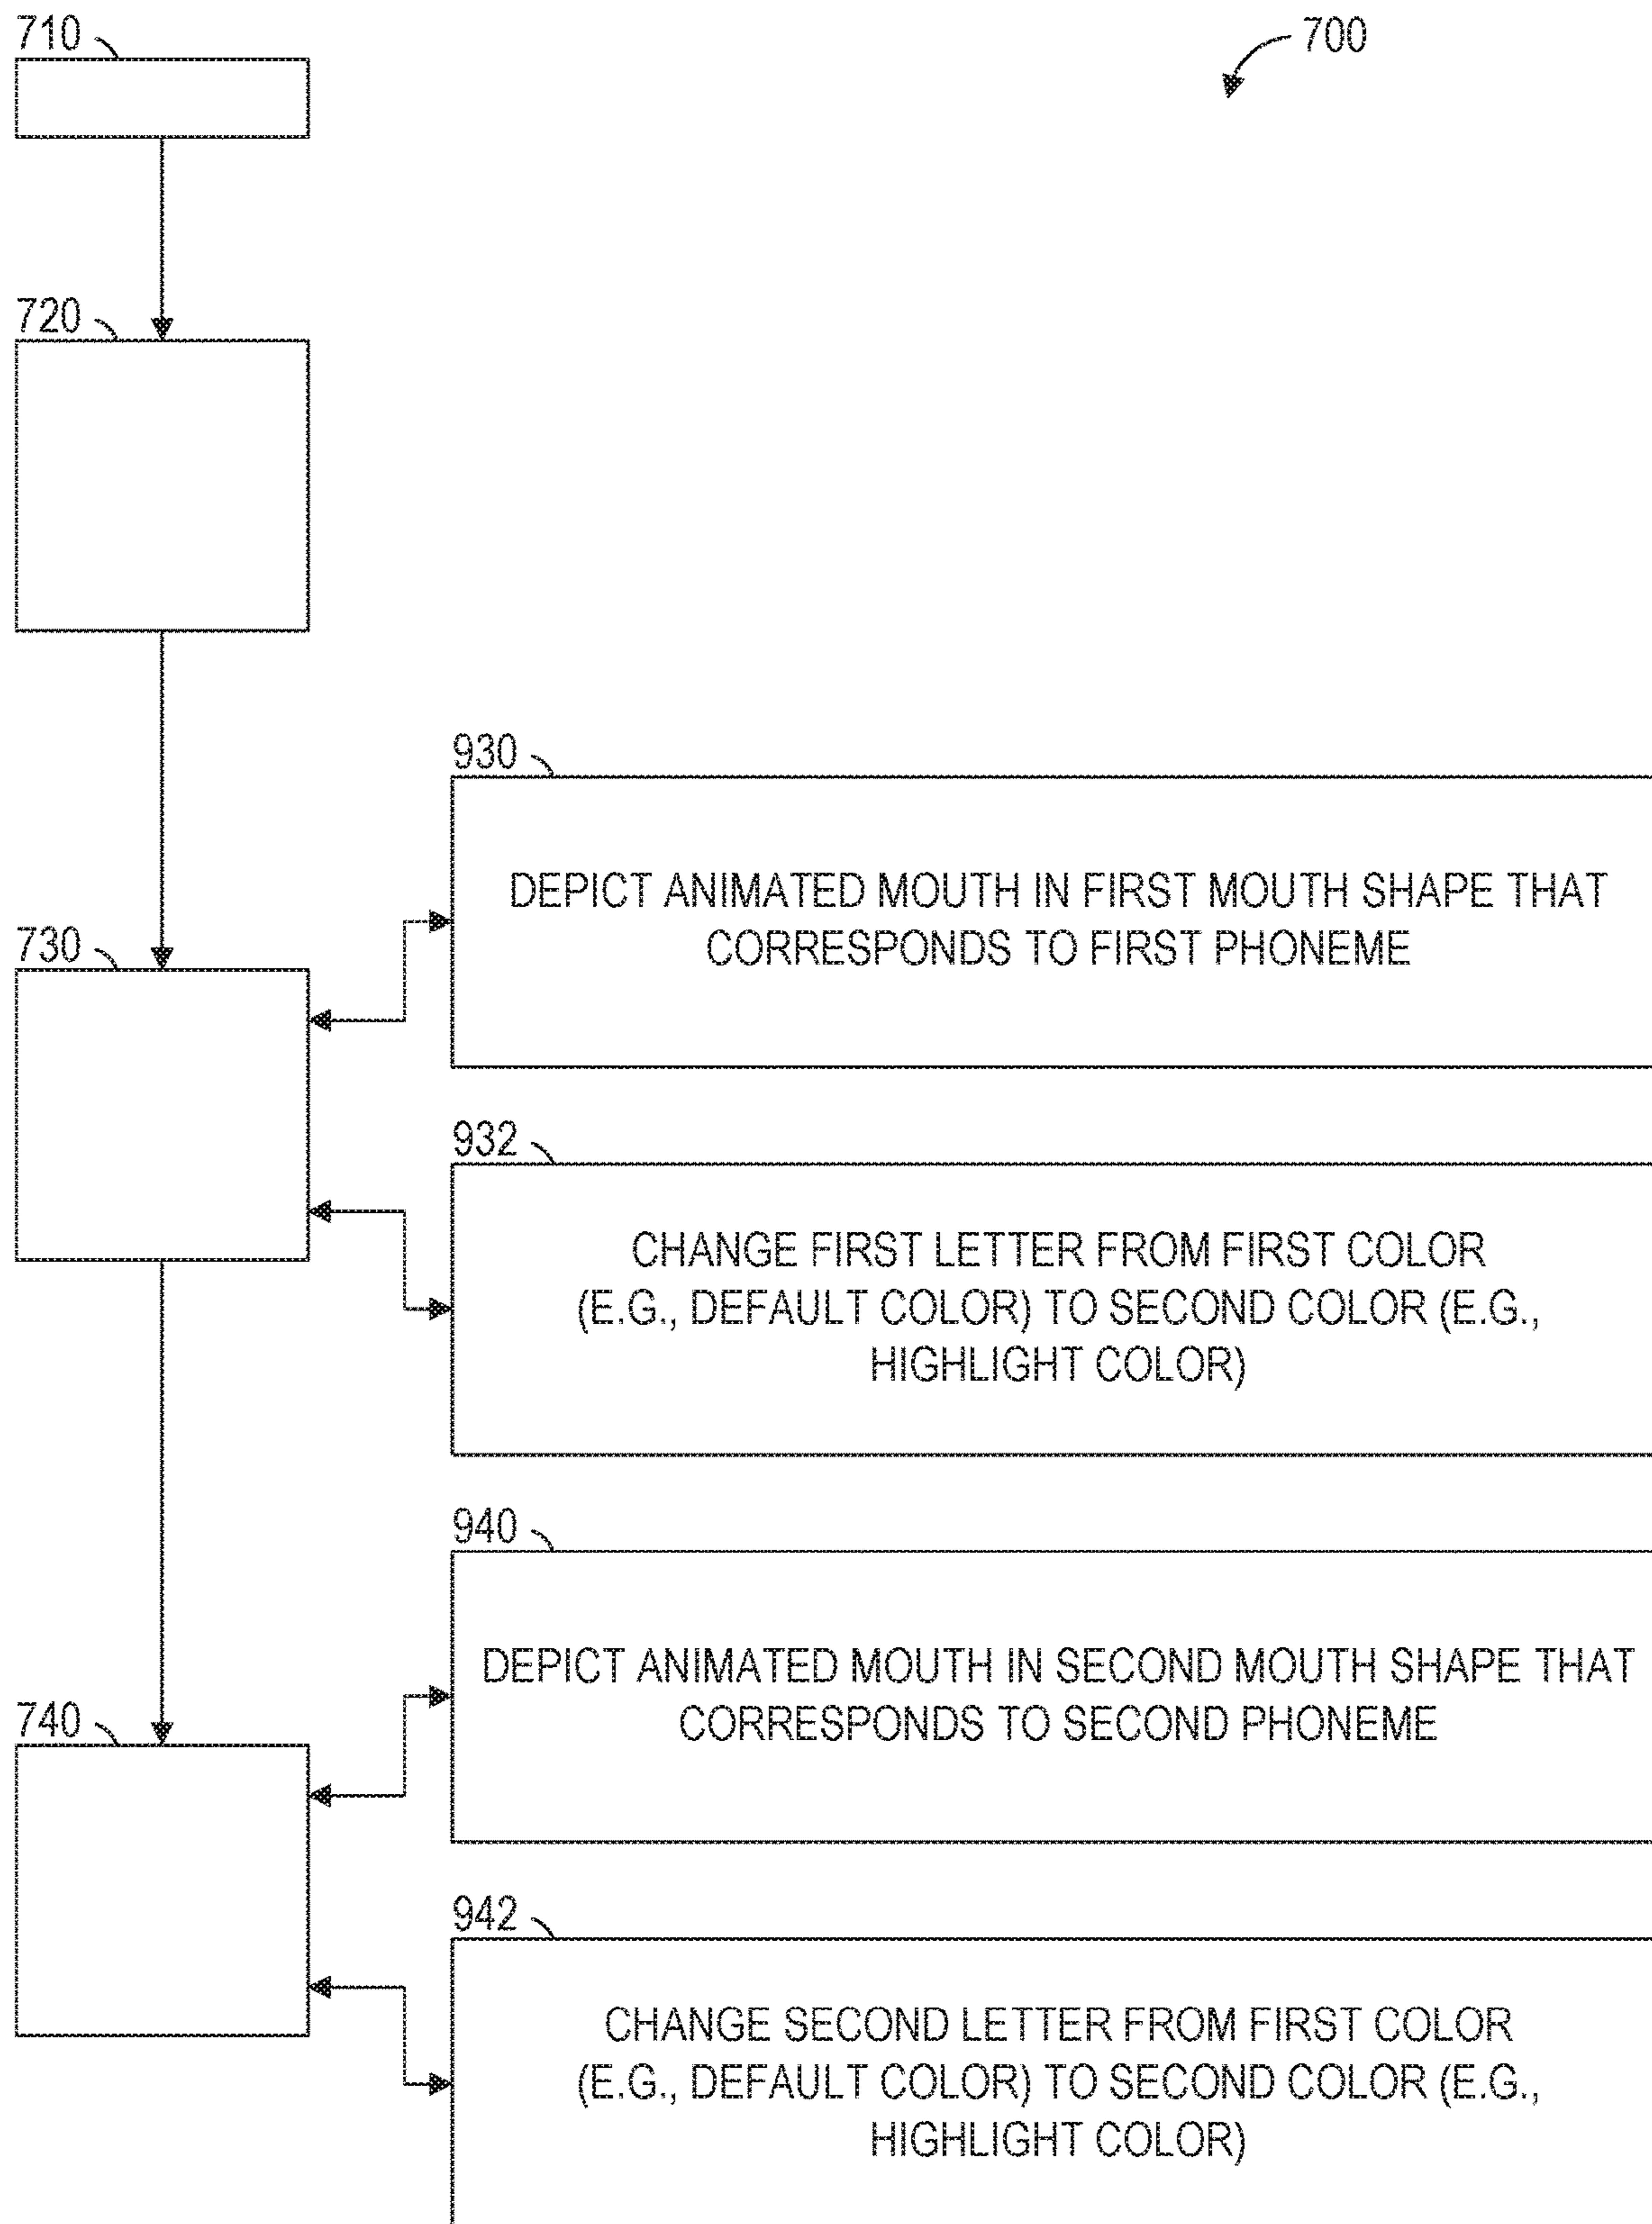 710
700
720
930
DEPICT ANIMATED MOUTH IN FIRST MOUTH SHAPE THAT
CORRESPONDS TO FIRST PHONEME
730
932
CHANGE FIRST LETTER FROM FIRST COLOR
(E.G., DEFAULT COLOR) TO SECOND COLOR (E.G.,
HIGHLIGHT COLOR)
940
DEPICT ANIMATED MOUTH IN SECOND MOUTH SHAPE THAT
CORRESPONDS TO SECOND PHONEME
740
942
CHANGE SECOND LETTER FROM FIRST COLOR
(E.G., DEFAULT COLOR) TO SECOND COLOR (E.G.,
HIGHLIGHT COLOR)